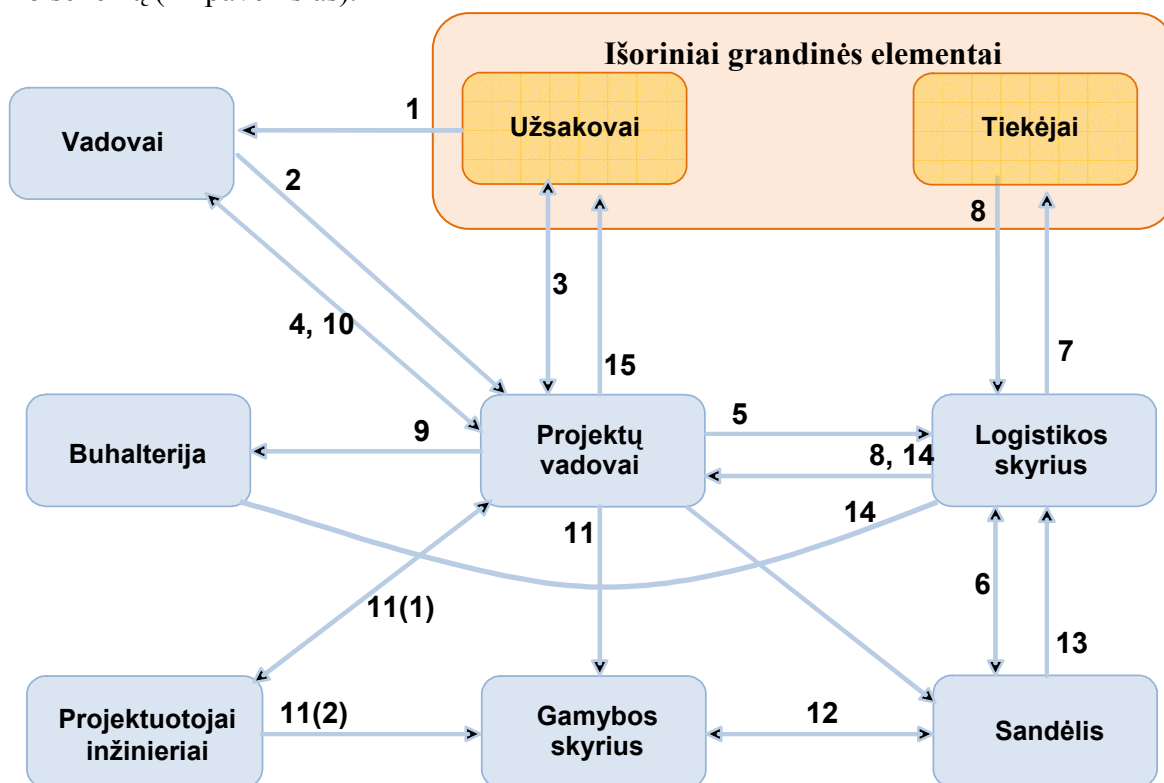 Išoriniai grandinės elementai
Užsakovai
Tiekėjai
Vadovai
1
2
8
3
4, 10
15
7
Buhalterija
9
Projektų
vadovai
5
8, 14
Logistikos
skyrius
11
14
11(1)
6
13
Projektuotojai
inžinieriai
11(2)
Gamybos
skyrius
12
Sandėlis